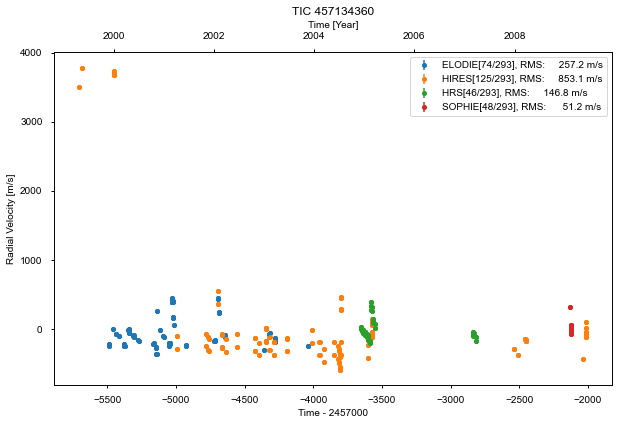 TIC 457134360
Time [Year]
2000 2002 2004 2006 2008
4000
3000
2000
1000
0
Radial Velocity [m/s]
ELODIE[74/293], RMS: 257.2 m/s
HIRES[125/293], RMS: 853.1 m/s
HRS[46/293], RMS: 146.8 m/s
SOPHIE[48/293], RMS: 51.2 m/s
−5500 −5000 −4500 −4000 −3500 −3000 −2500 −2000
Time - 2457000